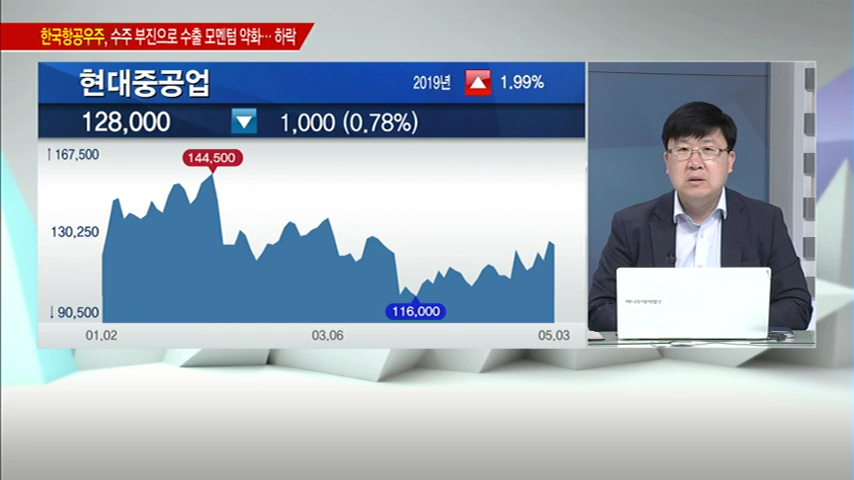 한국항공우주, 수주 부진으로 수출 모멘텀 약화… 하락
현대중공업
2019년 ▲ 1.99%
128,000 ▼ 1,000 (0.78%)
↑167,500
144,500
130,250
116,000
↓90,500
01.02 03.06 05.03